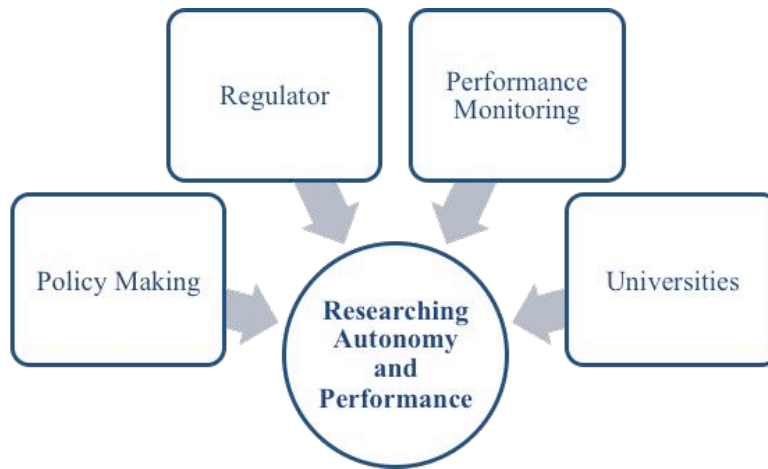 Regulator
Performance
Monitoring
Policy Making
Universities
Researching
Autonomy
and
Performance